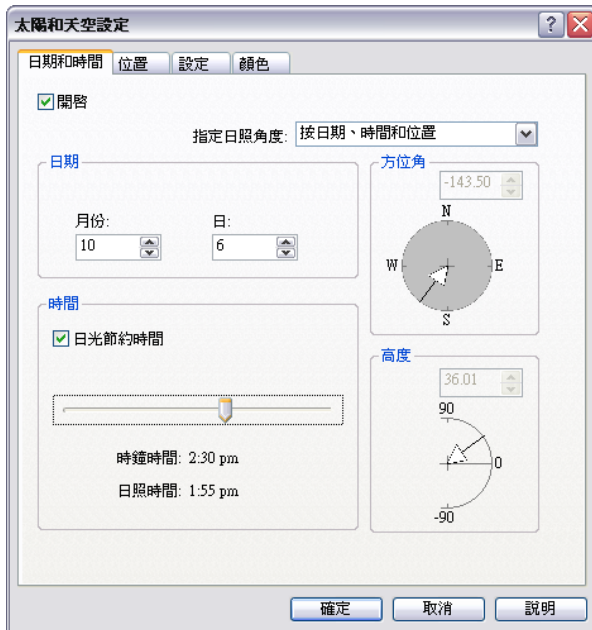 太陽和天空設定
日期和時間 位置 設定 顏色
開啓
指定日照角度: 按日期、時間和位置
日期
月份: 日:
10 6
時間
日光節約時間
時鐘時間: 2:30 pm
日照時間: 1:55 pm
方位角
-143.50
N
W E
S
高度
36.01
90
0
-90
確定 取消 說明